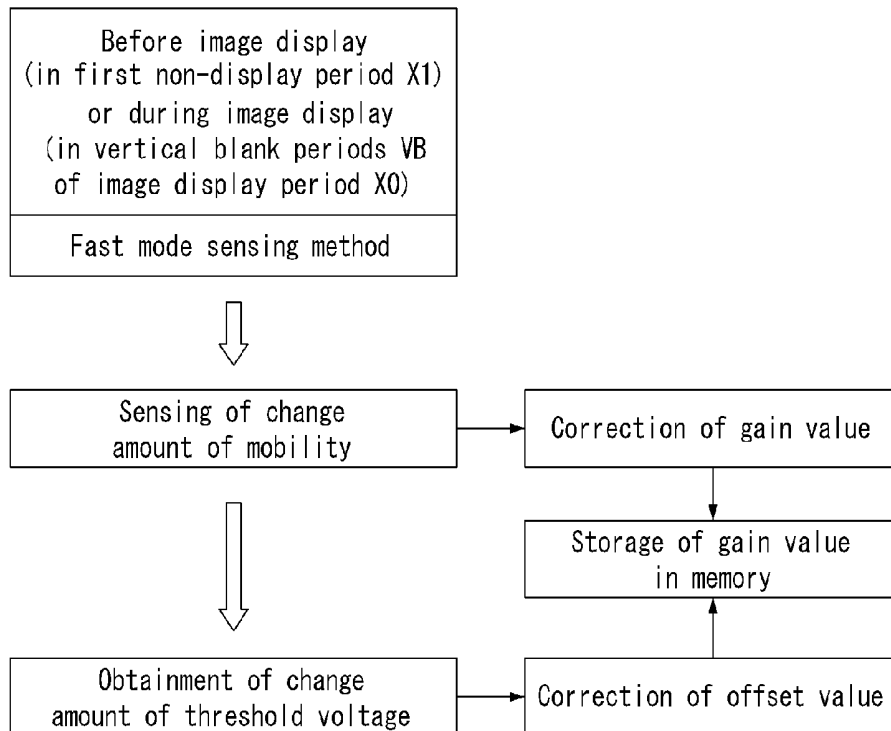 Before image display
(in first non-display period X1)
or during image display
(in vertical blank periods VB
of image display period X0)
Fast mode sensing method
Sensing of change
amount of mobility
Correction of gain value
Storage of gain value
in memory
Obtainment of change
amount of threshold voltage
Correction of offset value